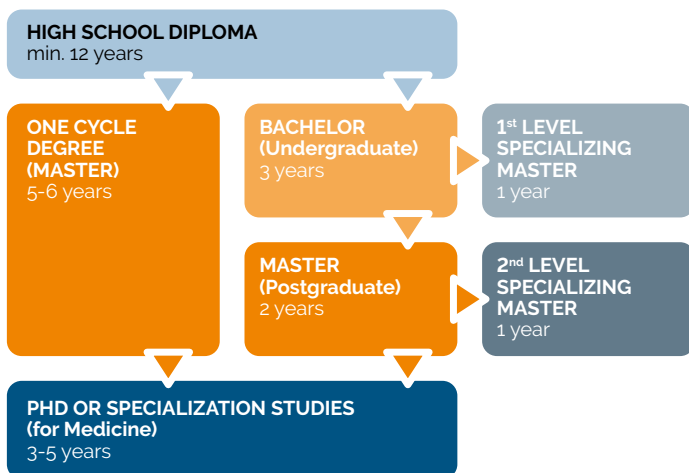 HIGH SCHOOL DIPLOMA
min. 12 years
ONE CYCLE
DEGREE
(MASTER)
5-6 years
BACHELOR
(Undergraduate)
3 years
1st LEVEL
SPECIALIZING
MASTER
1 year
MASTER
(Postgraduate)
2 years
2nd LEVEL
SPECIALIZING
MASTER
1 year
PHD OR SPECIALIZATION STUDIES
(for Medicine)
3-5 years